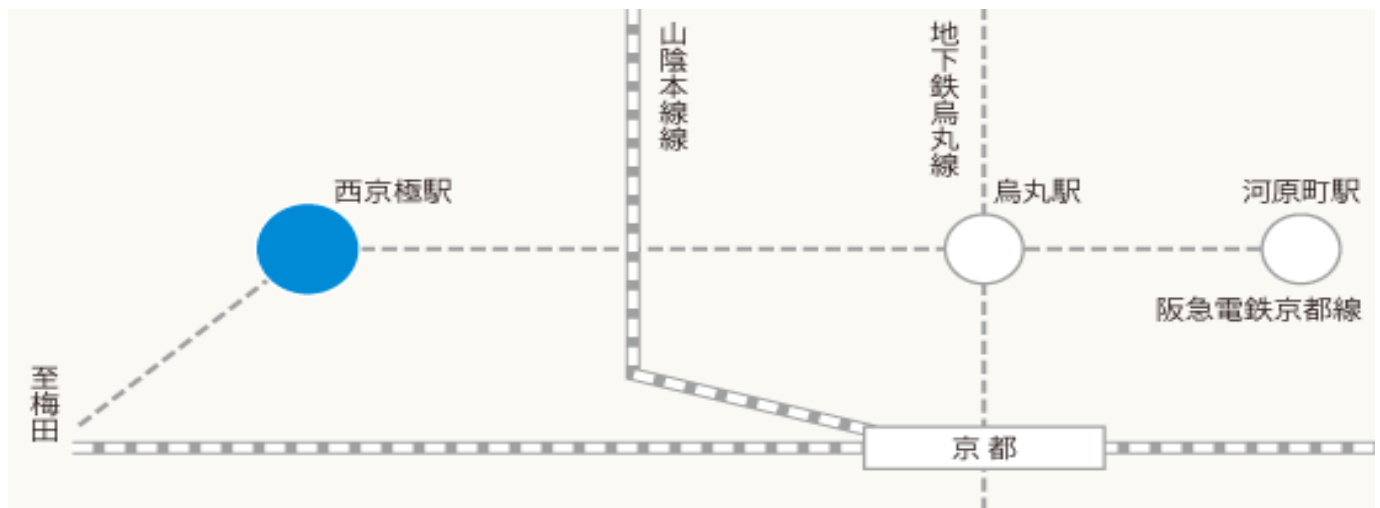 山陰本線線
地下鉄烏丸線
西京極駅
烏丸駅
河原町駅
阪急電鉄京都線
至梅田
京都